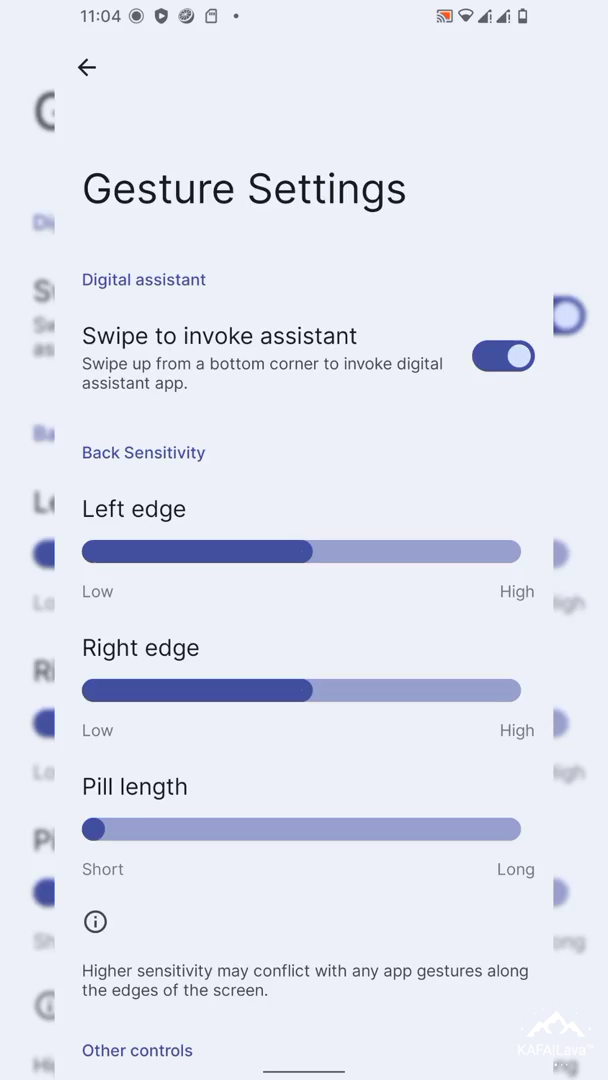 11:04
Gesture Settings
Digital assistant
Swipe to invoke assistant
Swipe up from a bottom corner to invoke digital
assistant app.
Back Sensitivity
Left edge
Low High
Right edge
Low High
Pill length
Short Long
Higher sensitivity may conflict with any app gestures along
the edges of the screen.
KAFA|Lava
Other controls